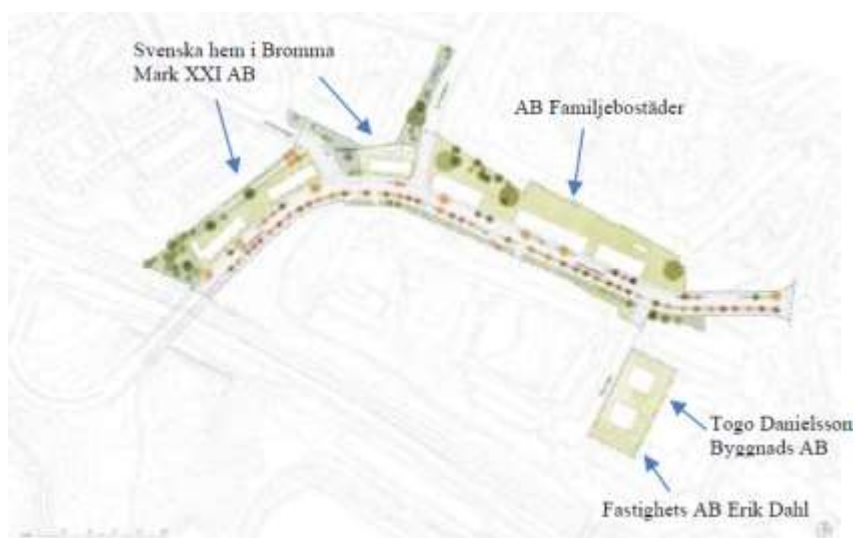 Svenska hem i Bromma
Mark XXI AB
AB Familjebostäder
Togo Danielsson
Byggnads AB
Fastighets AB Erik Dahl